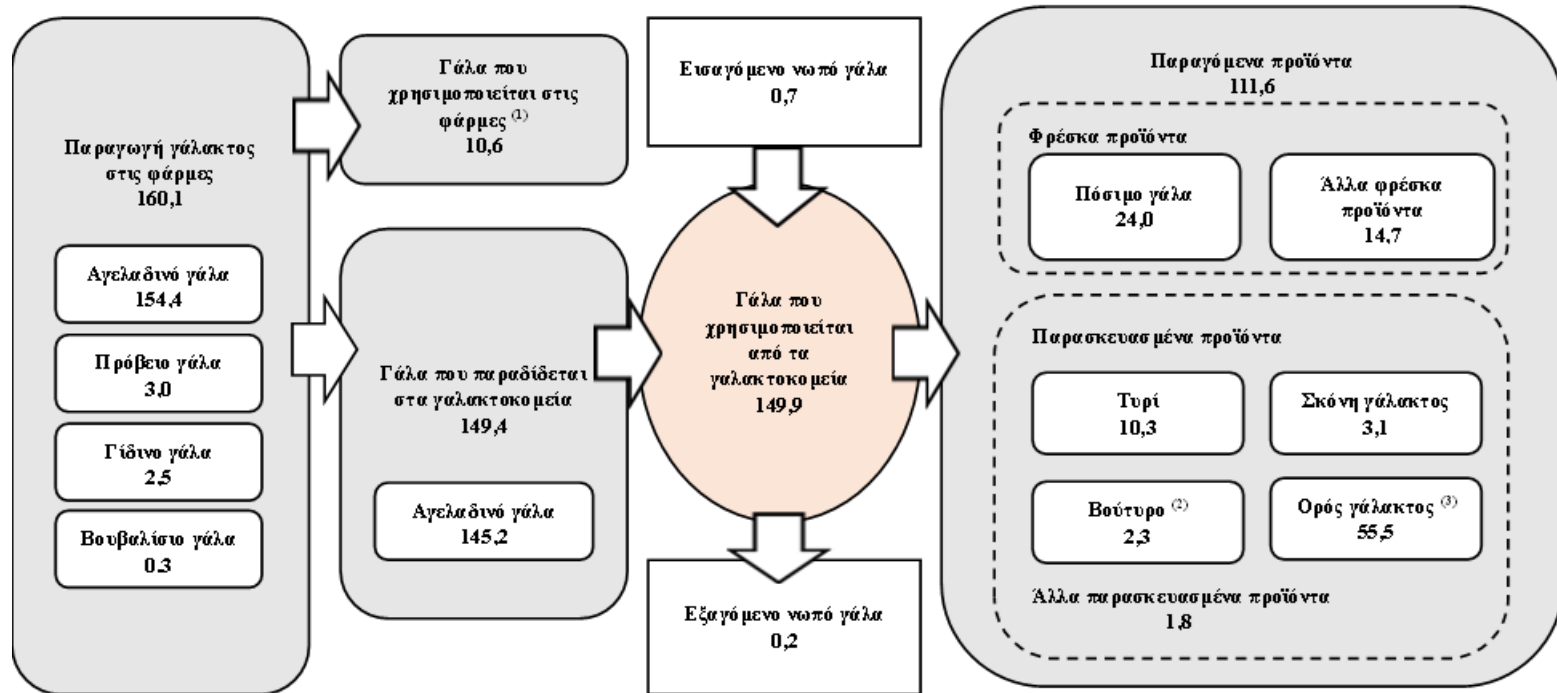 Παραγωγή γάλακτος
στις φάρμες
160,1
Αγελαδινό γάλα
154,4
Πρόβειο γάλα
3,0
Γίδινο γάλα
2,5
Βουβαλίσιο γάλα
0,3
Γάλα που
χρησιμοποιείται στις
φάρμες (1)
10,6
Γάλα που παραδίδεται
στα γαλακτοκομεία
149,4
Αγελαδινό γάλα
145,2
Εισαγόμενο νωπό γάλα
0,7
Γάλα που
χρησιμοποιείται
από τα
γαλακτοκομεία
149,9
Εξαγόμενο νωπό γάλα
0,2
Παραγόμενα προϊόντα
111,6
Φρέσκα προϊόντα
Πόσιμο γάλα
24,0
Άλλα φρέσκα
προϊόντα
14,7
Παρασκευασμένα προϊόντα
Τυρί
10,3
Σκόνη γάλακτος
3,1
Βούτυρο (2)
2,3
Ορός γάλακτος (3)
55,5
Άλλα παρασκευασμένα προϊόντα
1,8